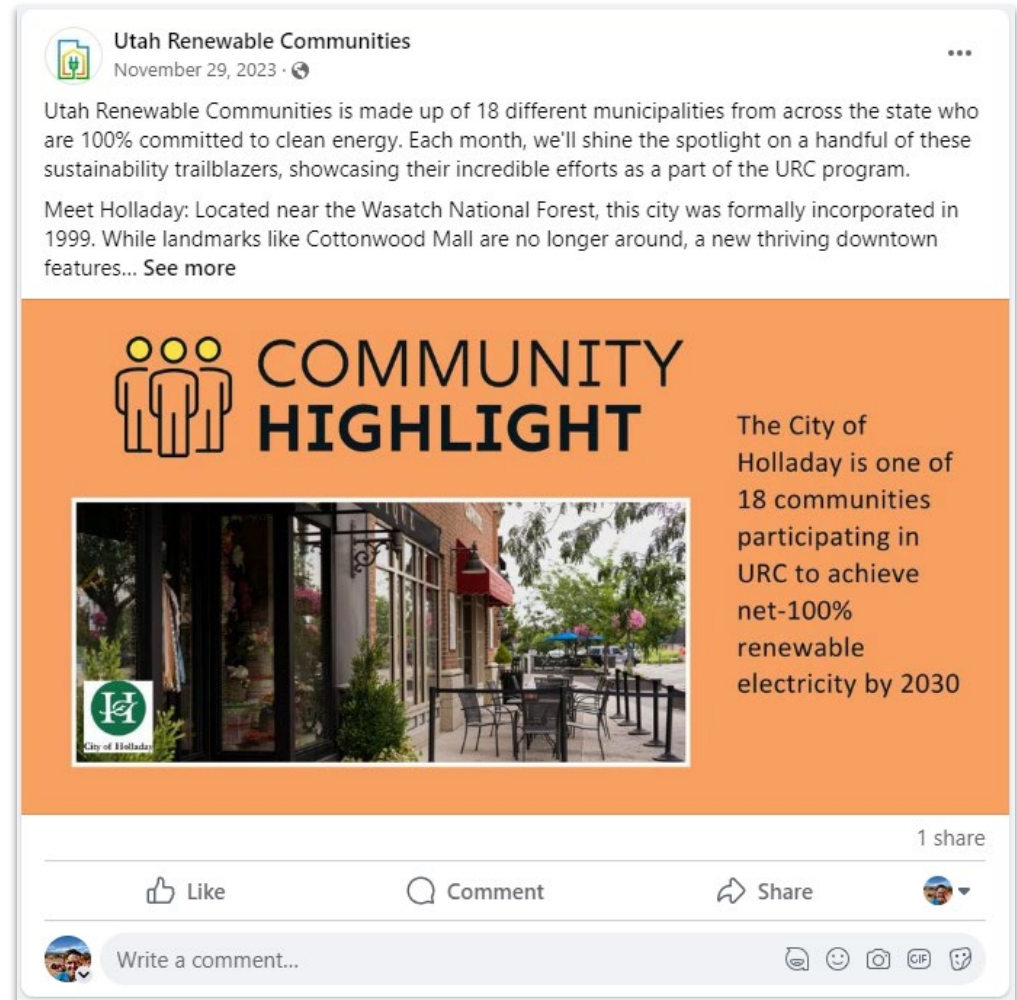 Utah Renewable Communities
November 29, 2023 ·
Utah Renewable Communities is made up of 18 different municipalities from across the state who
are 100% committed to clean energy. Each month, we'll shine the spotlight on a handful of these
sustainability trailblazers, showcasing their incredible efforts as a part of the URC program.
Meet Holladay: Located near the Wasatch National Forest, this city was formally incorporated in
1999. While landmarks like Cottonwood Mall are no longer around, a new thriving downtown
features... See more
COMMUNITY
HIGHLIGHT
The City of
Holladay is one of
18 communities
participating in
URC to achieve
net-100%
renewable
electricity by 2030
H
City of Holladay
1 share
Like
Comment
Share
Write a comment...
GIF